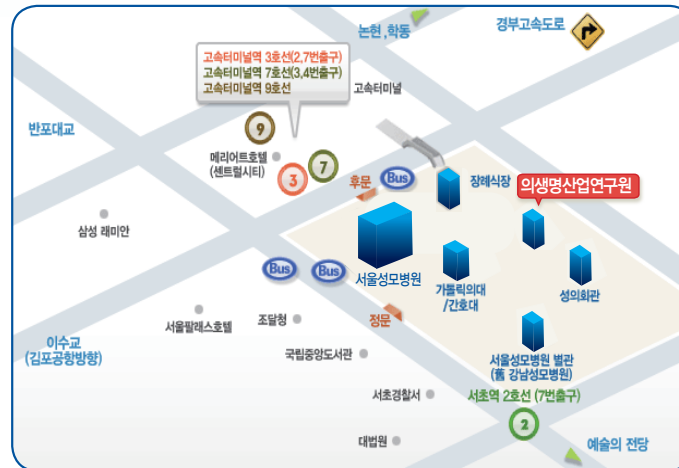 논현,학동
경부고속도로
고속터미널역 3호선(2,7번출구)
고속터미널역 7호선(3,4번출구)
고속터미널역 9호선
고속터미널
반포대교
9
메리어트호텔
(센트럴시티)
3
7
후문
Bus
장례식장
의생명산업연구원
삼성 래미안
서울성모병원
Bus
Bus
가톨릭의대
/간호대
성의회관
서울팔래스호텔
조달청
정문
이수교
(김포공항방향)
국립중앙도서관
서울성모병원 별관
(舊 강남성모병원)
서초경찰서
서초역 2호선 (7번출구)
2
대법원
예술의 전당